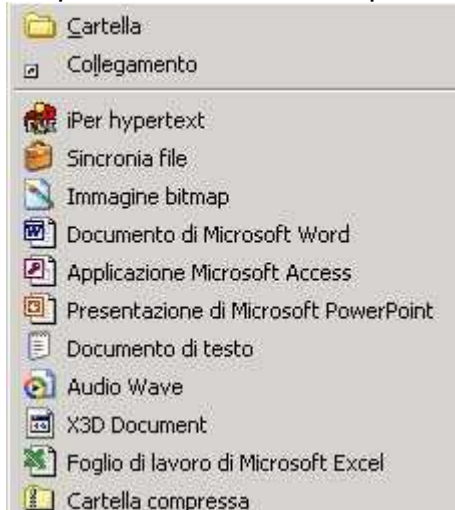 Cartella
Collegamento
iPer hypertext
Sincronia file
Immagine bitmap
Documento di Microsoft Word
Applicazione Microsoft Access
Presentazione di Microsoft PowerPoint
Documento di testo
Audio Wave
X3D Document
Foglio di lavoro di Microsoft Excel
Cartella compressa